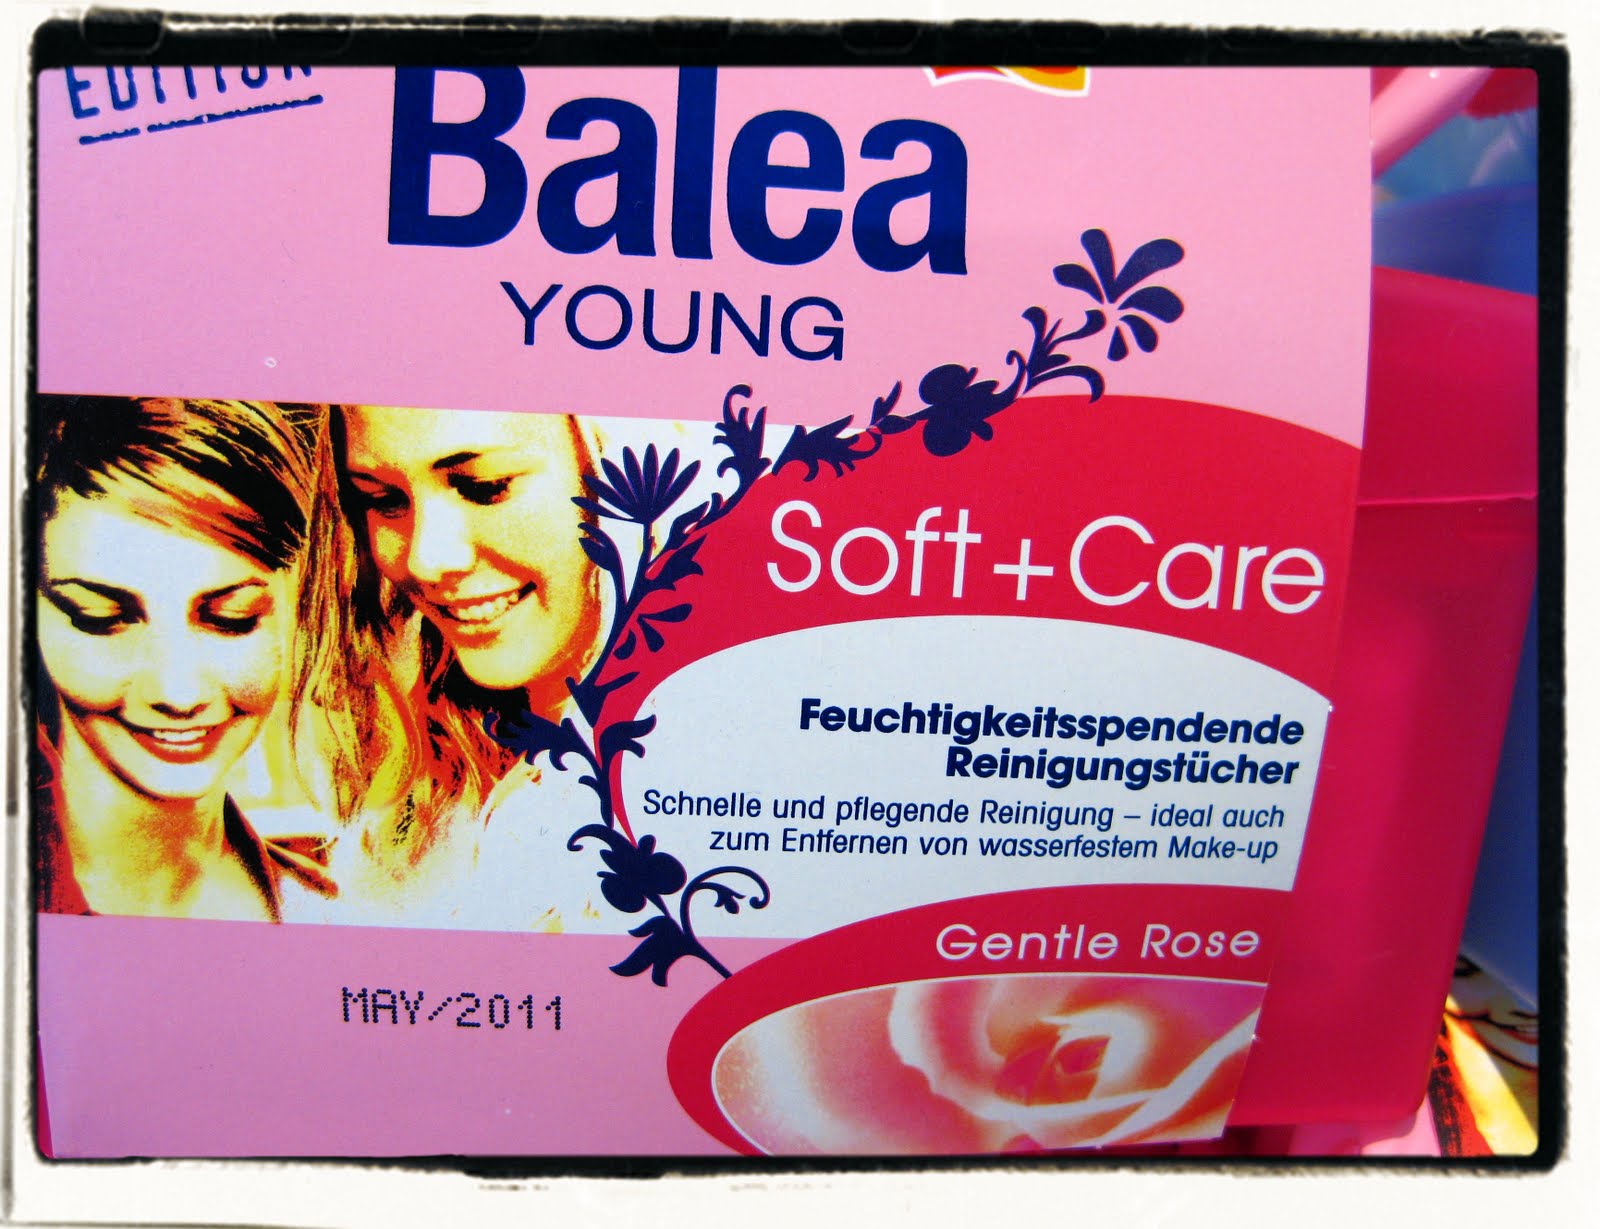 EDITION
Balea
YOUNG
Soft+Care
Feuchtigkeitsspendende
Reinigungstücher
Schnelle und pflegende Reinigung – ideal auch
zum Entfernen von wasserfestem Make-up
Gentle Rose
MAY/2011